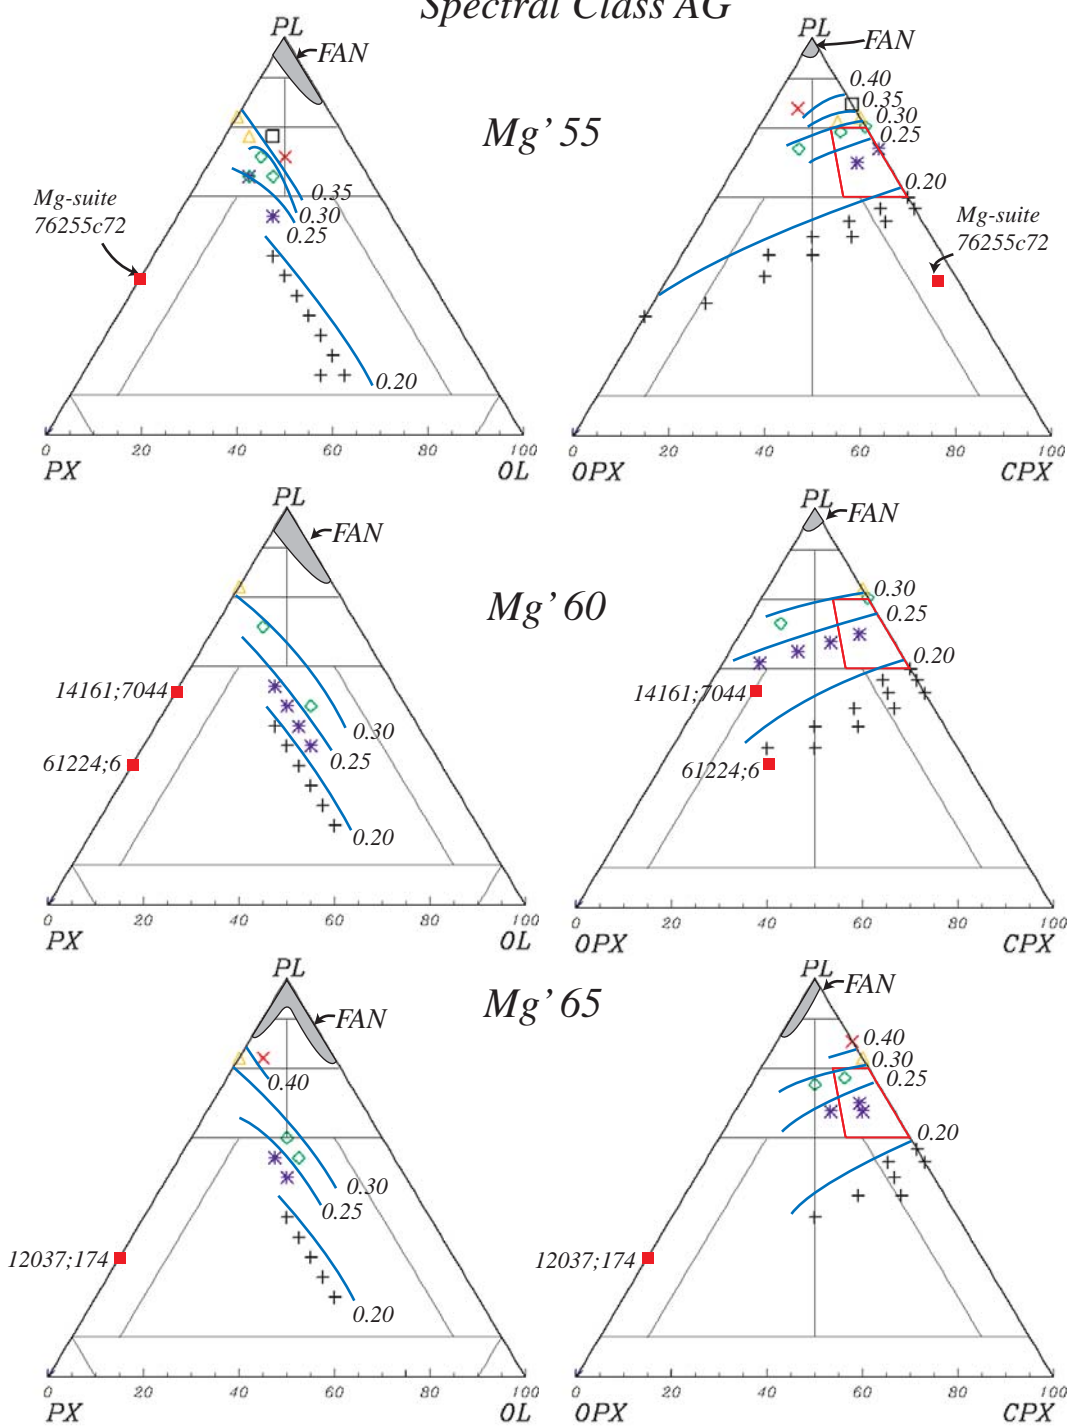 Spectral Class AG
PL
FAN
Mg-suite
76255c72
0.35
0.30
0.25
0.20
0 20 40 60 80 100
PX OL
Mg' 55
PL
FAN
0.40
0.35
0.30
0.25
0.20
Mg-suite
76255c72
0 20 40 60 80 100
OPX CPX
PL
FAN
14161;7044
61224;6
0.30
0.25
0.20
0 20 40 60 80 100
PX OL
Mg' 60
PL
FAN
0.30
0.25
0.20
14161;7044
61224;6
0 20 40 60 80 100
OPX CPX
PL
FAN
0.40
0.30
0.25
12037;174
0.20
0 20 40 60 80 100
PX OL
Mg' 65
PL
FAN
0.40
0.30
0.25
0.20
12037;174
0 20 40 60 80 100
OPX CPX